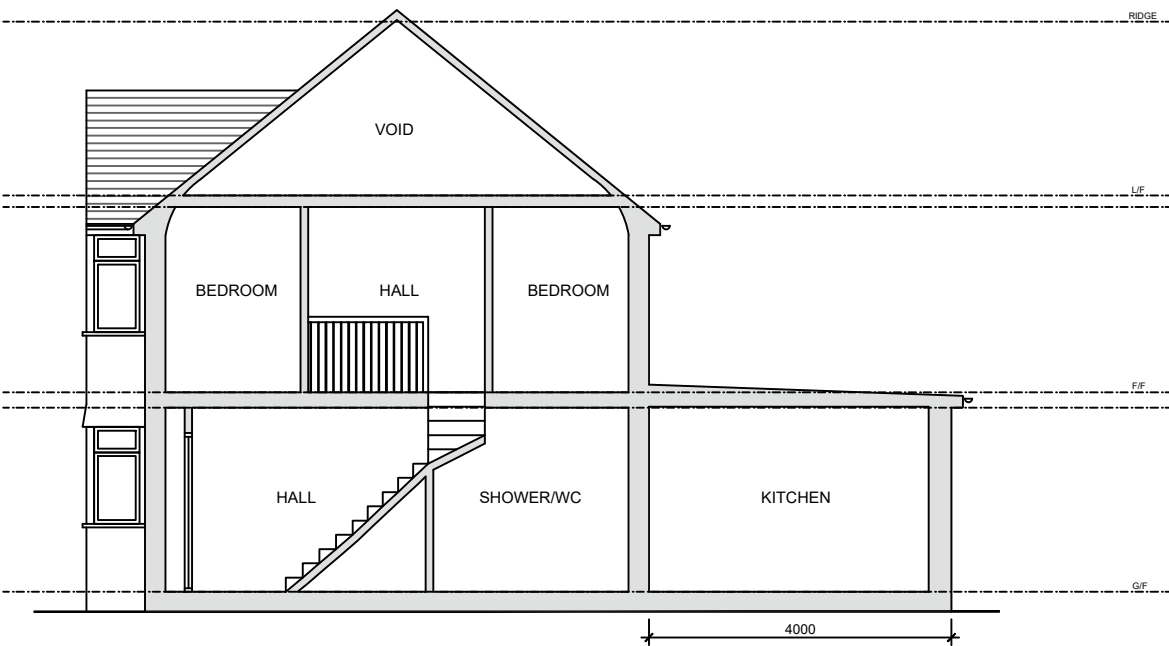 RIDGE
VOID
L/F
BEDROOM
HALL
BEDROOM
F/F
HALL
SHOWER/WC
KITCHEN
G/F
4000